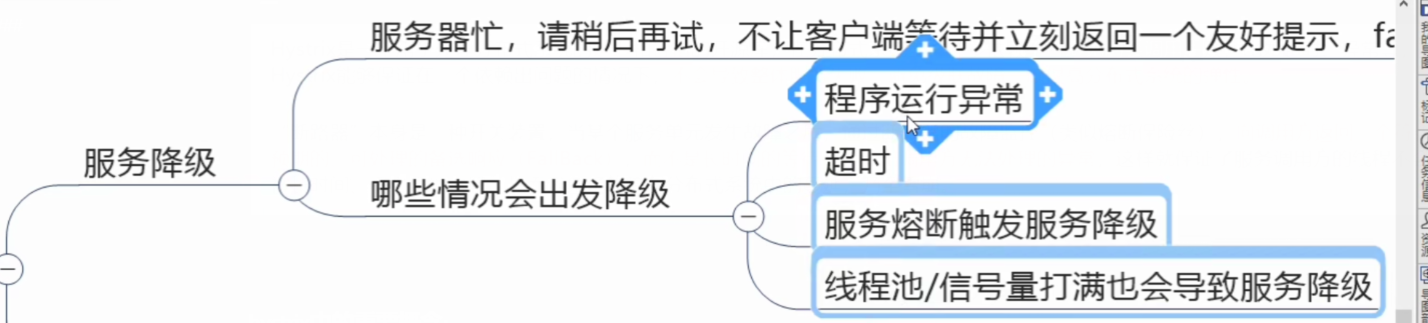 服务器忙，请稍后再试，不让客户端等待并立刻返回一个友好提示，fa
程序运行异常
服务降级
超时
哪些情况会出发降级
服务熔断触发服务降级
线程池/信号量打满也会导致服务降级